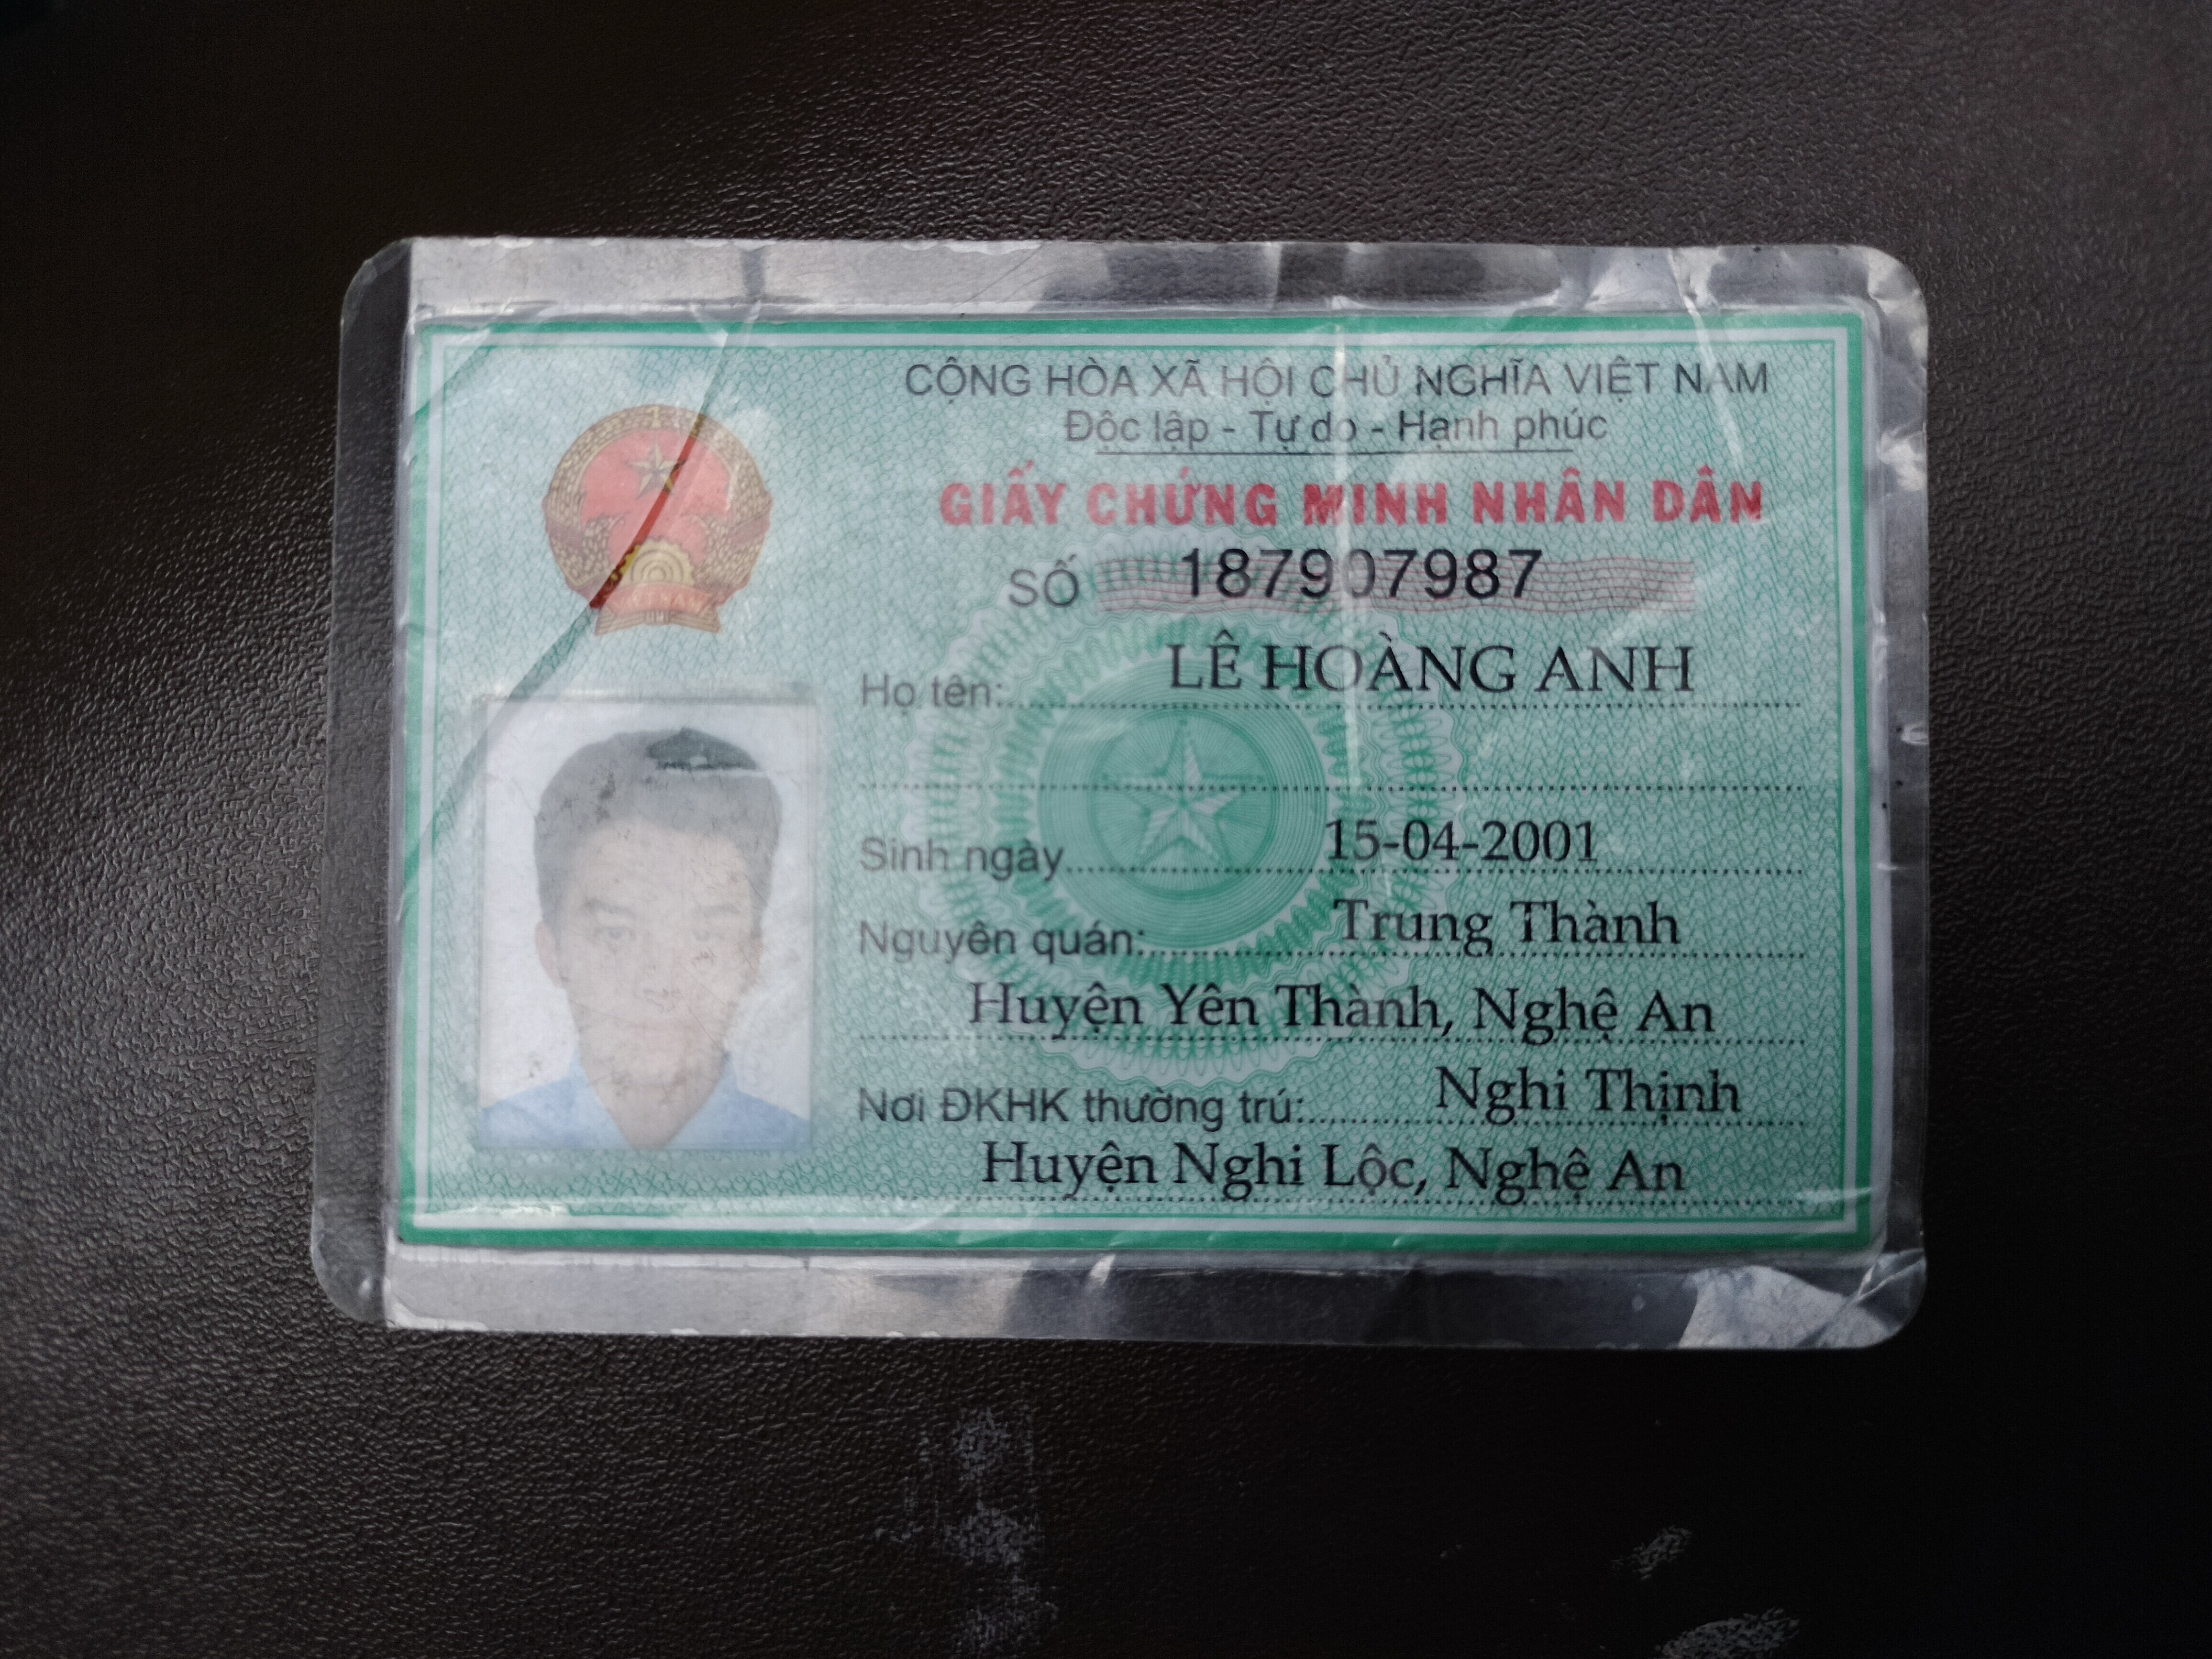 CỘNG HÒA XÃ HỘI CHỦ NGHĨA VIỆT NAM
Độc lập - Tự do - Hạnh phúc
GIẤY CHỨNG MINH NHÂN DÂN
SỐ 187907987
Họ tên: LÊ HOÀNG ANH
Sinh ngày 15-04-2001
Nguyên quán: Trung Thành
Huyện Yên Thành, Nghệ An
Nơi ĐKHK thường trú: Nghi Thịnh
Huyện Nghi Lộc, Nghệ An